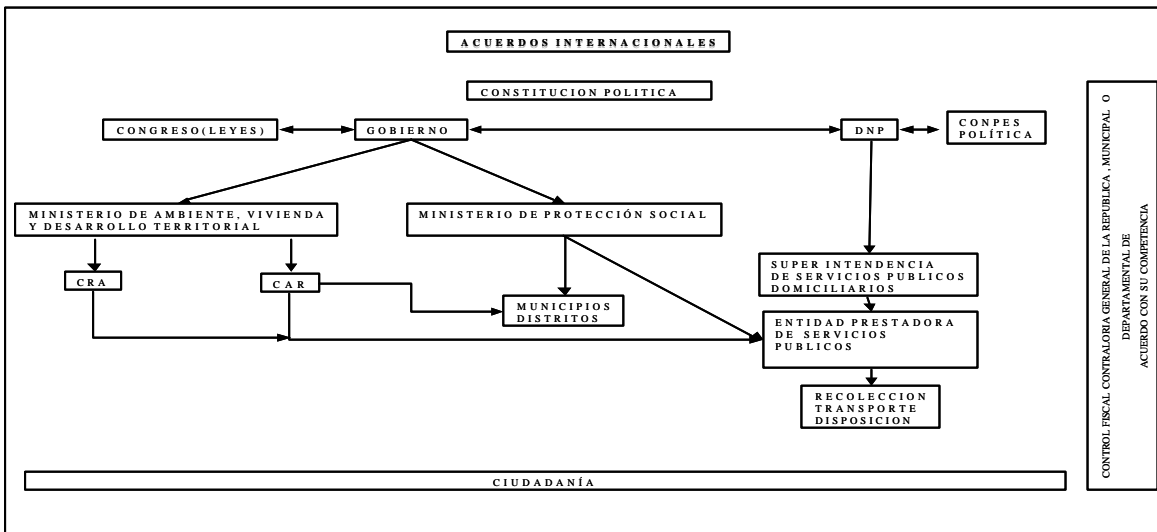 ACUERDOS INTERNACIONALES
CONSTITUCION POLITICA
CONGRESO(LEYES)
GOBIERNO
DNP
CONPES
POLÍTICA
MINISTERIO DE AMBIENTE, VIVIENDA
Y DESARROLLO TERRITORIAL
MINISTERIO DE PROTECCIÓN SOCIAL
SUPER INTENDENCIA
DE SERVICIOS PUBLICOS
DOMICILIARIOS
CRA
CAR
MUNICIPIOS
DISTRITOS
ENTIDAD PRESTADORA
DE SERVICIOS
PUBLICOS
RECOLECCION
TRANSPORTE
DISPOSICION
CIUDADANÍA
CONTROL FISCAL CONTRALORIA GENERAL DE LA REPUBLICA , MUNICIPAL O
DEPARTAMENTAL DE
ACUERDO CON SU COMPETENCIA